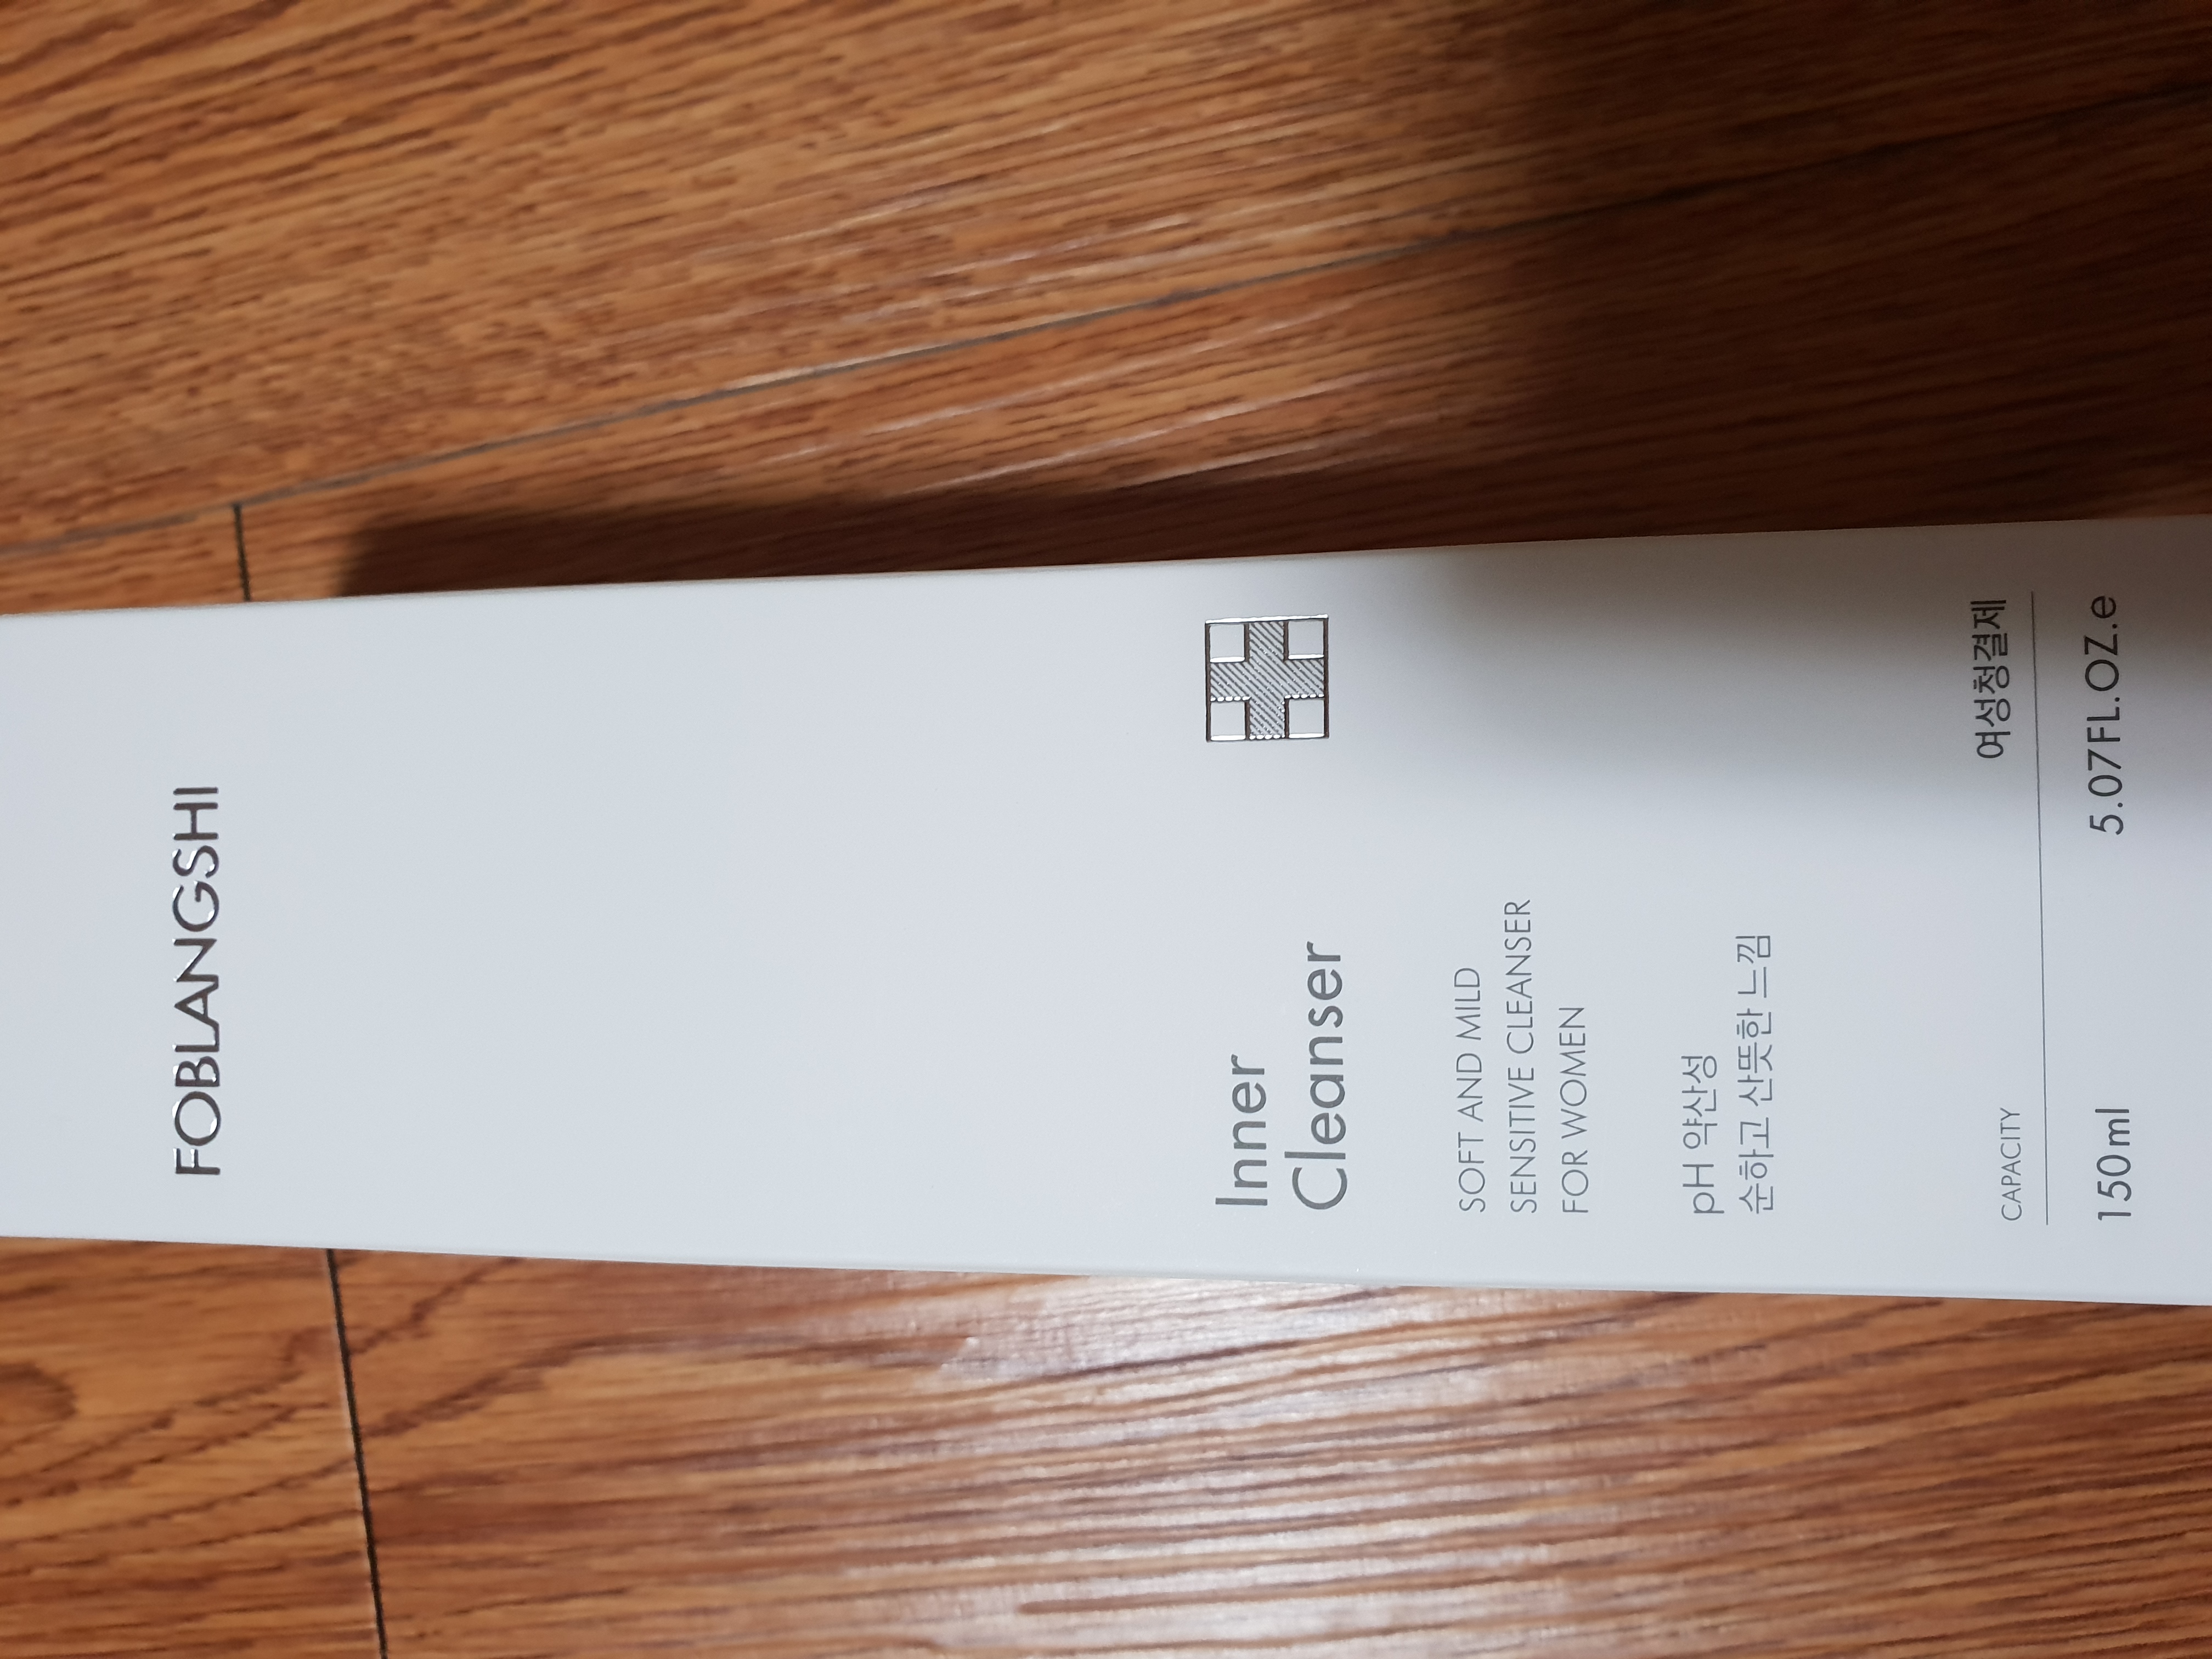 FOBLANGSHI
Inner
Cleanser
SOFT AND MILD
SENSITIVE CLEANSER
FOR WOMEN
pH 약산성
순하고 산뜻한 느낌
CAPACITY 여성청결제
150ml 5.07FL.OZ.e